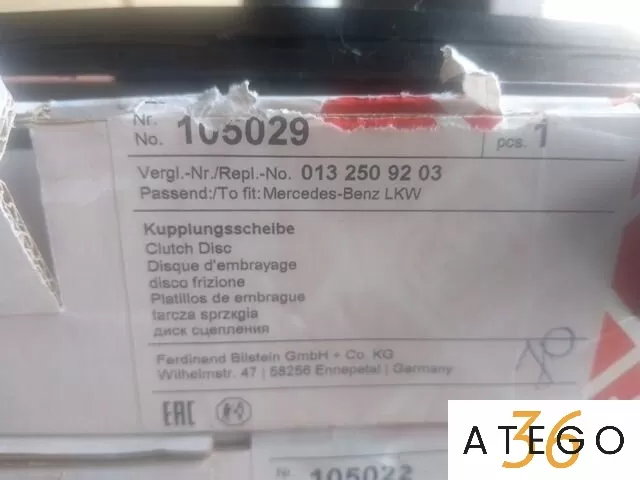 Nr.
No. 105029 pcs. 1
Vergl.-Nr./Repl.-No. 013 250 92 03
Passend:/To fit:Mercedes-Benz LKW
Kupplungsscheibe
Clutch Disc
Disque d'embrayage
disco frizione
Platillos de embrague
tarcza sprzęgła
диск сцепления
Ferdinand Bilstein GmbH + Co. KG
Wilhelmstr. 47 | 58256 Ennepetal | Germany
EAC
Nr. 105022
ATEGO
36